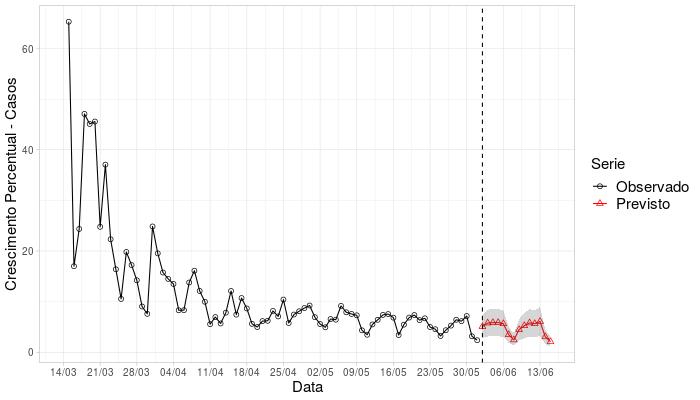 Crescimento Percentual - Casos
60
40
20
0
14/03 21/03 28/03 04/04 11/04 18/04 25/04 02/05 09/05 16/05 23/05 30/05 06/06 13/06
Data
Serie
Observado
Previsto